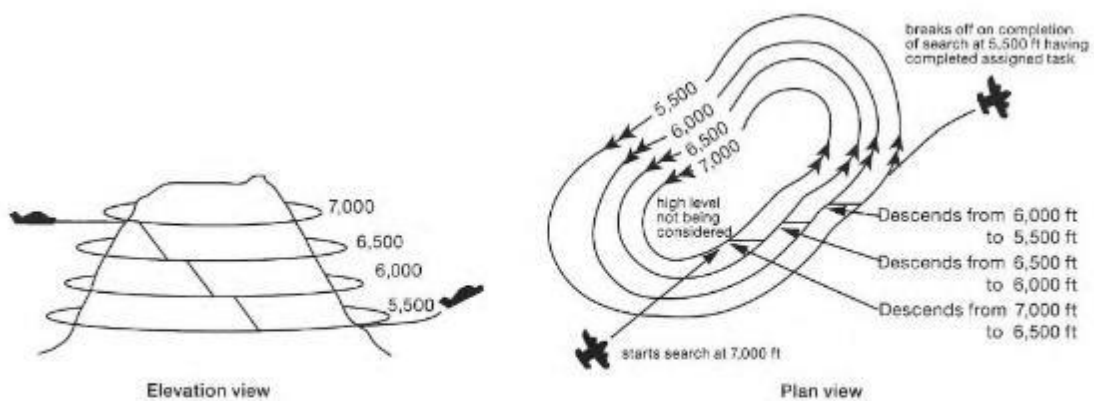 7,000
6,500
6,000
5,500
Elevation view
breaks off on completion
of search at 5,500 ft having
completed assigned task
5,500
6,000
6,500
7,000
high level
not being
considered
Descends from 6,000 ft
to 5,500 ft
Descends from 6,500 ft
to 6,000 ft
Descends from 7,000 ft
to 6,500 ft
starts search at 7,000 ft
Plan view